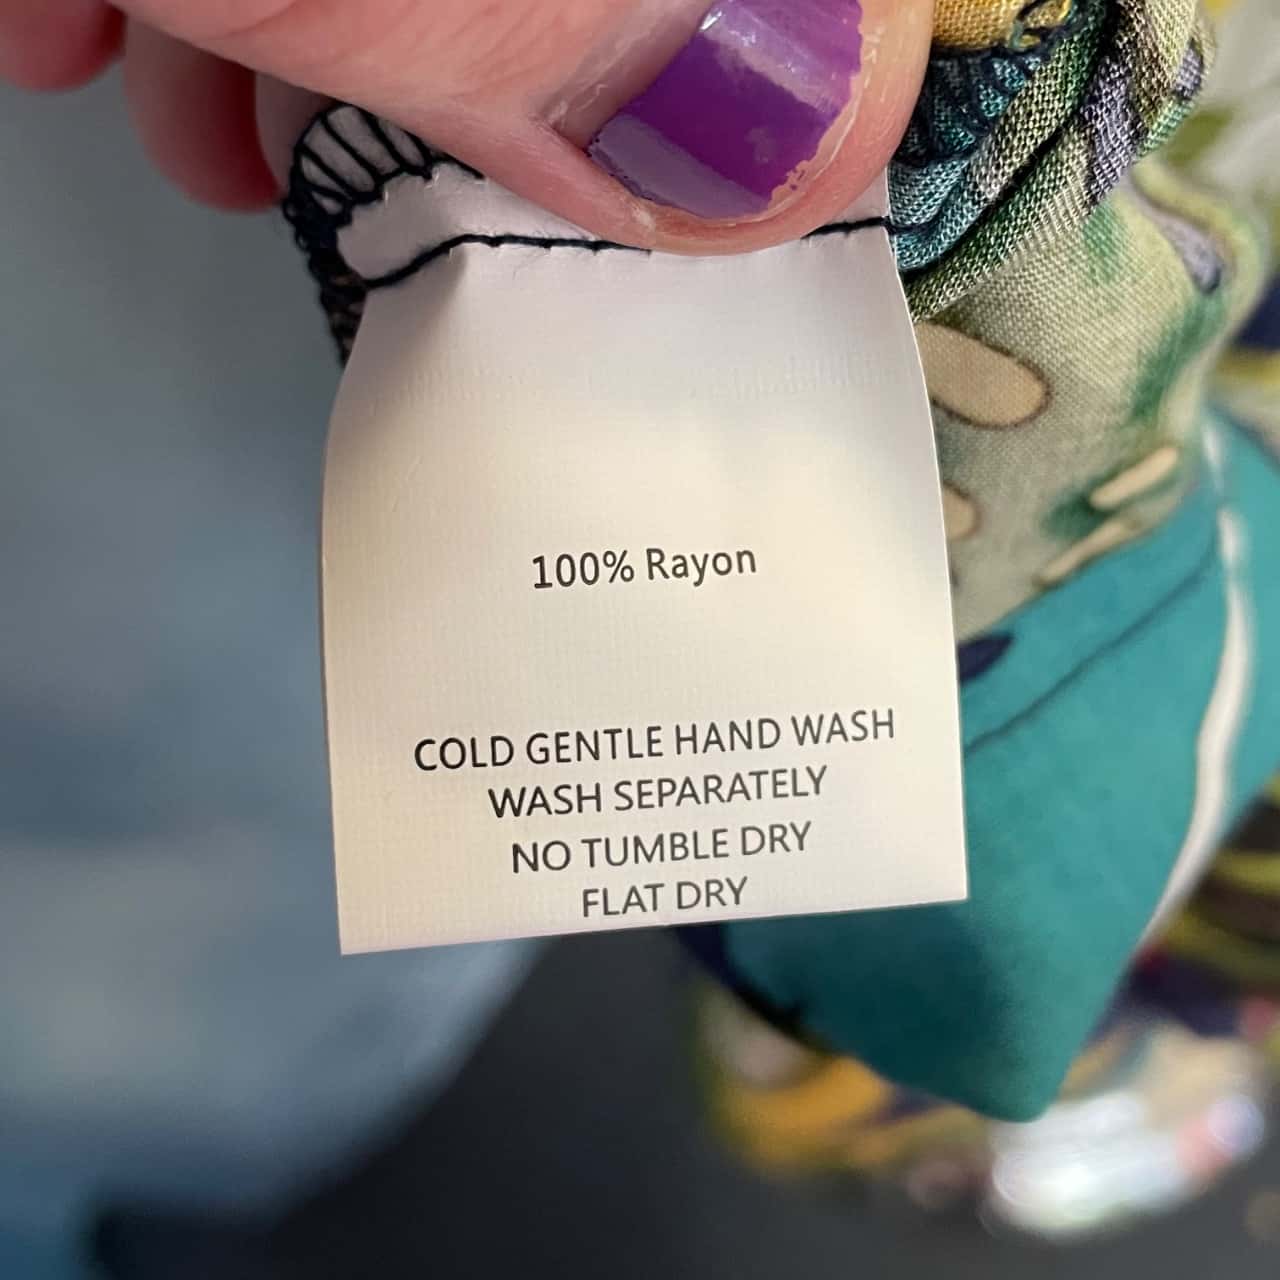 100% Rayon
COLD GENTLE HAND WASH
WASH SEPARATELY
NO TUMBLE DRY
FLAT DRY